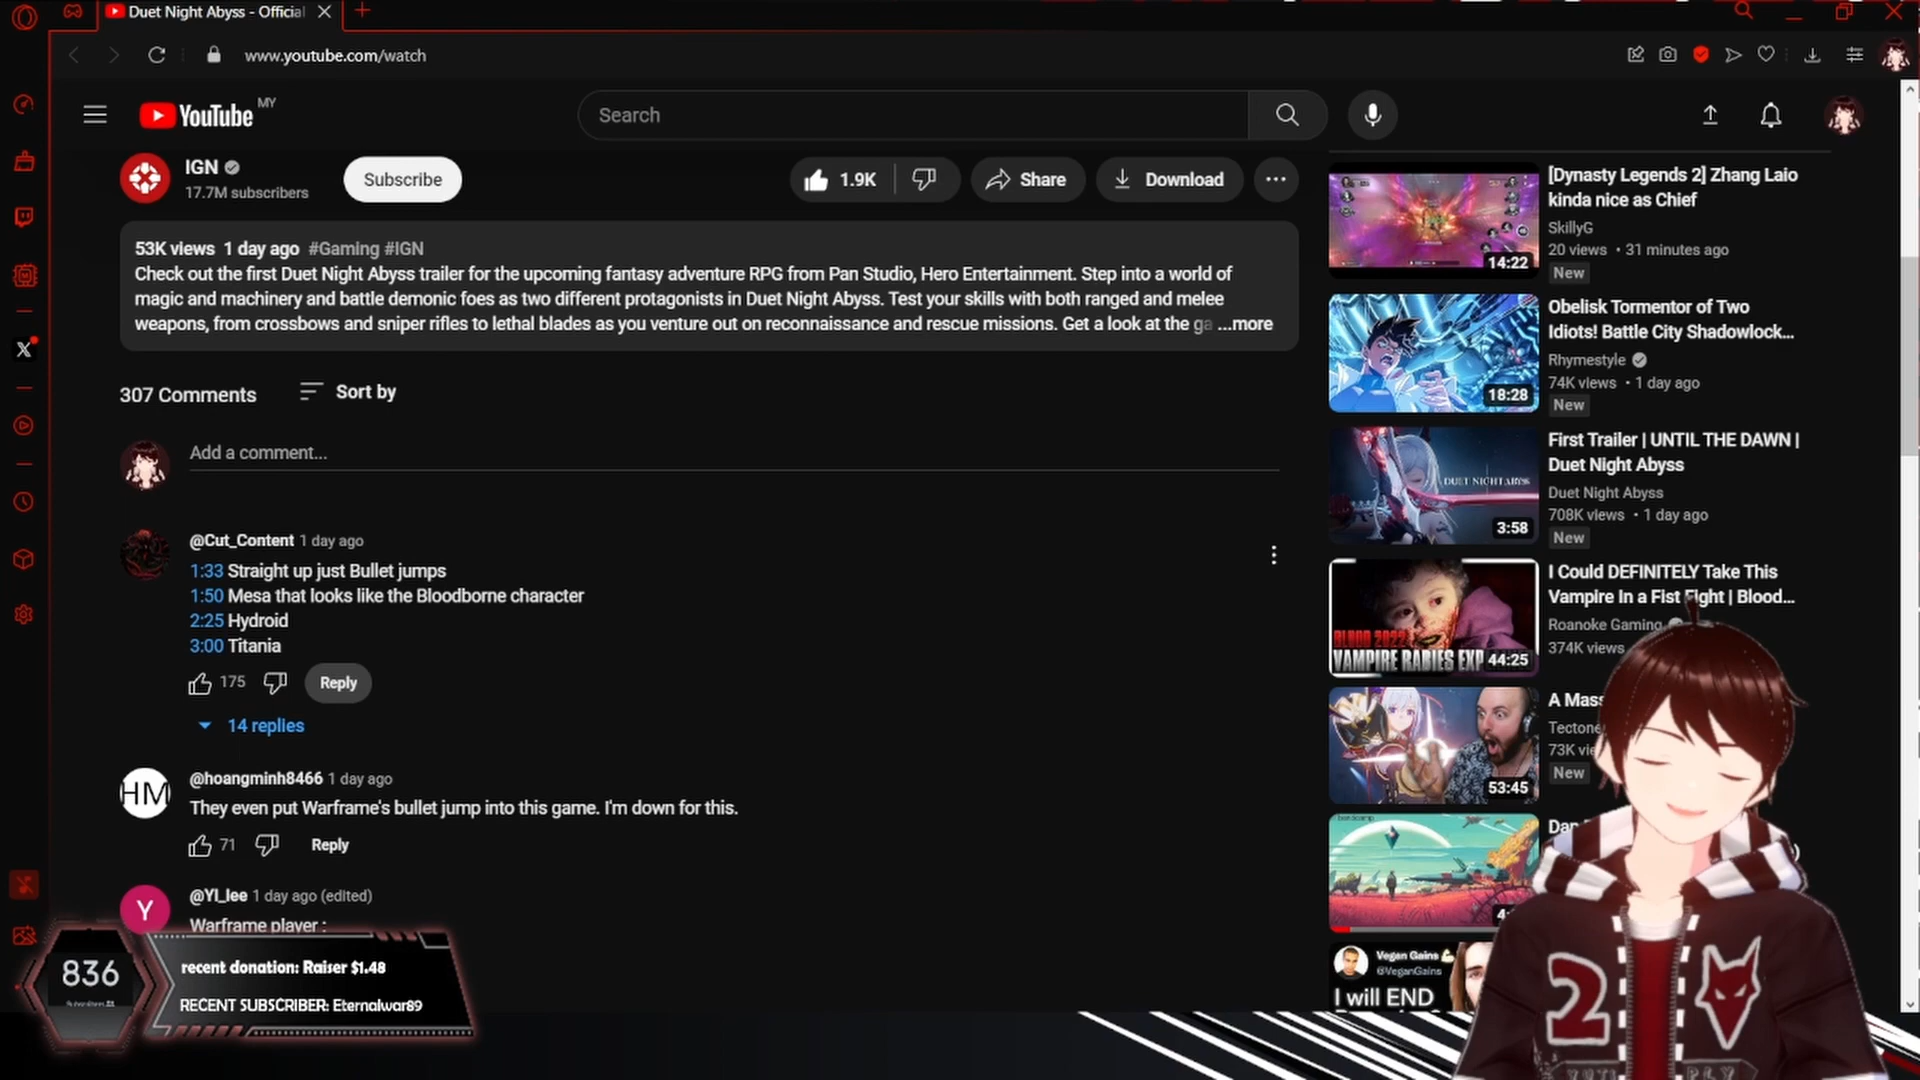 Duet Night Abyss - Official
www.youtube.com/watch
YouTube MY
Search
IGN
17.7M subscribers
Subscribe
1.9K
Share
Download
53K views 1 day ago #Gaming #IGN
Check out the first Duet Night Abyss trailer for the upcoming fantasy adventure RPG from Pan Studio, Hero Entertainment. Step into a world of
magic and machinery and battle demonic foes as two different protagonists in Duet Night Abyss. Test your skills with both ranged and melee
weapons, from crossbows and sniper rifles to lethal blades as you venture out on reconnaissance and rescue missions. Get a look at the ga ...more
307 Comments
Sort by
Add a comment...
@Cut_Content 1 day ago
1:33 Straight up just Bullet jumps
1:50 Mesa that looks like the Bloodborne character
2:25 Hydroid
3:00 Titania
175
Reply
14 replies
HM
@hoangminh8466 1 day ago
They even put Warframe's bullet jump into this game. I'm down for this.
71
Reply
Y
@YI_lee 1 day ago (edited)
Warframe player :
836
Subscribers
recent donation: Raiser $1.48
RECENT SUBSCRIBER: Eternalwar89
14:22
[Dynasty Legends 2] Zhang Laio
kinda nice as Chief
SkillyG
20 views • 31 minutes ago
New
18:28
Obelisk Tormentor of Two
Idiots! Battle City Shadowlock...
Rhymestyle
74K views • 1 day ago
New
DUET NIGHT ABYSS
3:58
First Trailer | UNTIL THE DAWN |
Duet Night Abyss
Duet Night Abyss
708K views • 1 day ago
New
BLOOD 2022
VAMPIRE RABIES EXP
44:25
I Could DEFINITELY Take This
Vampire In a Fist Fight | Blood...
Roanoke Gaming
374K views
53:45
A Mass
Tectone
73K vie
New
Vegan Gains
@VeganGains
I will END
2